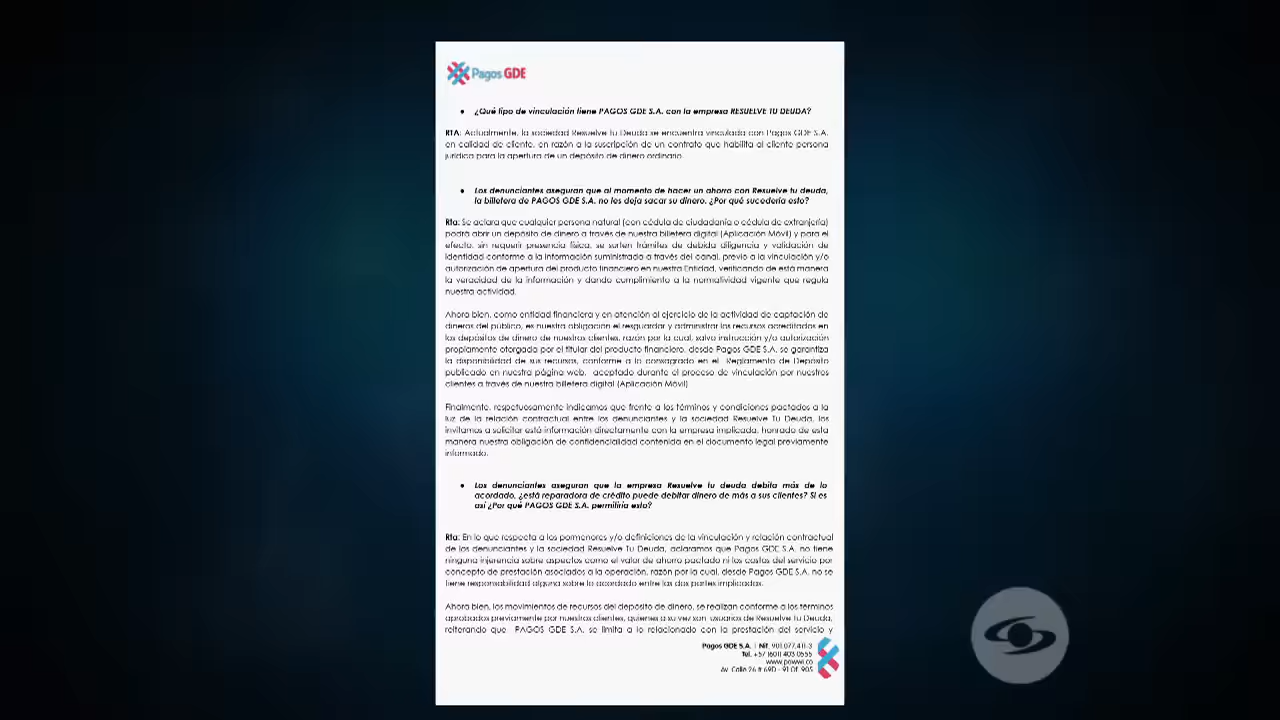 Pagos GDE
• ¿Qué tipo de vinculación tiene PAGOS GDE S.A. con la empresa RESUELVE TU DEUDA?
RTA: Actualmente, la sociedad Resuelve tu Deuda se encuentra vinculada con Pagos GDE S.A.
en calidad de cliente, en razón a la suscripción de un contrato que habilita al cliente persona
jurídica para la apertura de un depósito de dinero ordinario.
• Los denunciantes aseguran que al momento de hacer un ahorro con Resuelve tu deuda,
la billetera de PAGOS GDE S.A. no les deja sacar su dinero. ¿Por qué sucedería esto?
Rta: Se aclara que cualquier persona natural (con cédula de ciudadanía o cédula de extranjería)
podrá abrir un depósito de dinero a través de nuestra billetera digital (Aplicación Móvil) y para el
efecto, sin requerir presencia física, se surten trámites de debida diligencia y validación de
identidad conforme a la información suministrada a través del canal, previo a la vinculación y/o
autorización de apertura del producto financiero en nuestra Entidad, verificando de está manera
la veracidad de la información y dando cumplimiento a la normatividad vigente que regula
nuestra actividad.
Ahora bien, como entidad financiera y en atención al ejercicio de la actividad de captación de
dineros del público, es nuestra obligación el resguardar y administrar los recursos acreditados en
los depósitos de dinero de nuestros clientes, razón por la cual, salvo instrucción y/o autorización
propiamente otorgada por el titular del producto financiero, desde Pagos GDE S.A. se garantiza
la disponibilidad de sus recursos, conforme a lo consagrado en el Reglamento de Depósito
publicado en nuestra página web, aceptado durante el proceso de vinculación por nuestros
clientes a través de nuestra billetera digital (Aplicación Móvil)
Finalmente, respetuosamente indicamos que frente a los términos y condiciones pactados a la
luz de la relación contractual entre los denunciantes y la sociedad Resuelve Tu Deuda, los
invitamos a solicitar está información directamente con la empresa implicada, honrado de esta
manera nuestra obligación de confidencialidad contenida en el documento legal previamente
informado.
• Los denunciantes aseguran que la empresa Resuelve tu deuda debita más de lo
acordado, ¿está reparadora de crédito puede debitar dinero de más a sus clientes? Si es
así ¿Por qué PAGOS GDE S.A. permitiría esto?
Rta: En lo que respecta a los pormenores y/o definiciones de la vinculación y relación contractual
de los denunciantes y la sociedad Resuelve Tu Deuda, aclaramos que Pagos GDE S.A. no tiene
ninguna injerencia sobre aspectos como el valor de ahorro pactado ni los costos del servicio por
concepto de prestación asociados a la operación, razón por la cual, desde Pagos GDE S.A. no se
tiene responsabilidad alguna sobre lo acordado entre las dos partes implicadas.
Ahora bien, los movimientos de recursos del depósito de dinero, se realizan conforme a los términos
aprobados previamente por nuestros clientes, quienes a su vez son usuarios de Resuelve Tu Deuda,
reiterando que PAGOS GDE S.A. se limita a lo relacionado con la prestación del servicio y
Pagos GDE S.A. | Nit. 901.077.411-3
Tel. +57 (601) 403 0555
www.powwi.co
Av. Calle 26 # 69D - 91 Of. 905